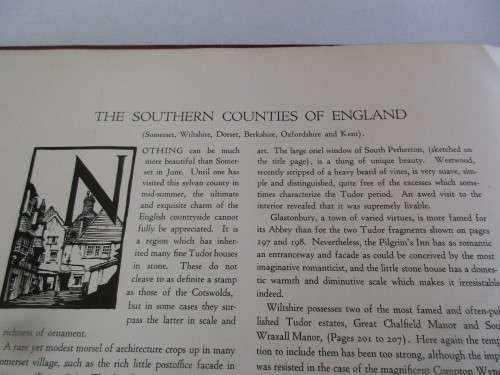 THE SOUTHERN COUNTIES OF ENGLAND
(Somerset, Wiltshire, Dorset, Berkshire, Oxfordshire and Kent).
NOTHING can be much
more beautiful than Somer-
set in June. Until one has
visited this sylvan county in
mid-summer, the ultimate
and exquisite charm of the
English countryside cannot
fully be appreciated. It is
a region which has inher-
ited many fine Tudor houses
in stone. These do not
cleave to as definite a stamp
as those of the Cotswolds,
but in some cases they sur-
pass the latter in scale and
richness of ornament.
A rare yet modest morsel of architecture crops up in many
omerset village, such as the rich little postoffice facade in
art. The large oriel window of South Petherton, (sketched on
the title page), is a thing of unique beauty. Westwood,
recently stripped of a heavy beard of vines, is very suave, sim-
ple and distinguished, quite free of the excesses which some-
times characterize the Tudor period. An awed visit to the
interior revealed that it was supremely livable.
Glastonbury, a town of varied virtues, is more famed for
its Abbey than for the two Tudor fragments shown on pages
197 and 198. Nevertheless, the Pilgrim's Inn has as romantic
an entranceway and facade as could be conceived by the most
imaginative romanticist, and the little stone house has a domes-
tic warmth and diminutive scale which makes it irresistible
indeed.
Wiltshire possesses two of the most famed and often-pub
lished Tudor estates, Great Chalfield Manor and Sou
Wraxall Manor, (Pages 201 to 207). Here again the temp
tion to include them has been too strong, although the imp
was resisted in the case of the magnificent Compton Wyn